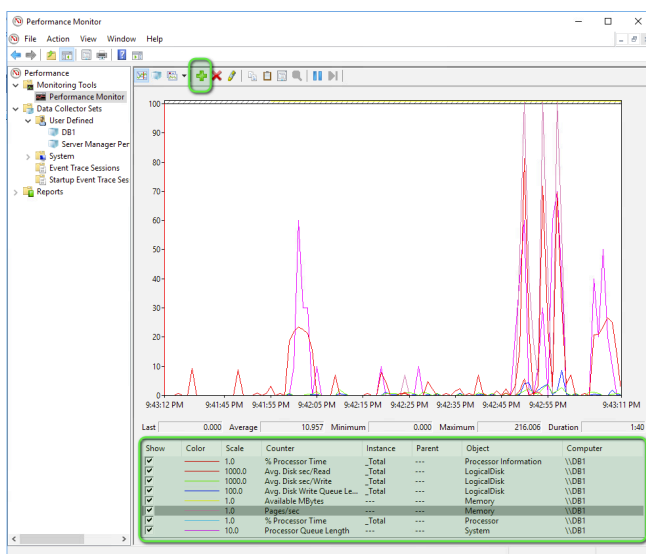 Performance Monitor
File Action View Window Help
Performance
Monitoring Tools
Performance Monitor
Data Collector Sets
User Defined
DB1
Server Manager Per
System
Event Trace Sessions
Startup Event Trace Ses
Reports
100
90
80
70
60
50
40
30
20
10
0
9:43:12 PM 9:41:45 PM 9:41:55 PM 9:42:05 PM 9:42:15 PM 9:42:25 PM 9:42:35 PM 9:42:45 PM 9:42:55 PM 9:43:11 PM
Last 0.000 Average 10.957 Minimum 0.000 Maximum 216.006 Duration 1:40
Show Color Scale Counter Instance Parent Object Computer
1.0 % Processor Time _Total --- Processor Information \\DB1
1000.0 Avg. Disk sec/Read _Total --- LogicalDisk \\DB1
1000.0 Avg. Disk sec/Write _Total --- LogicalDisk \\DB1
100.0 Avg. Disk Write Queue Le... _Total --- LogicalDisk \\DB1
1.0 Available MBytes --- --- Memory \\DB1
1.0 Pages/sec --- --- Memory \\DB1
1.0 % Processor Time _Total --- Processor \\DB1
10.0 Processor Queue Length --- --- System \\DB1